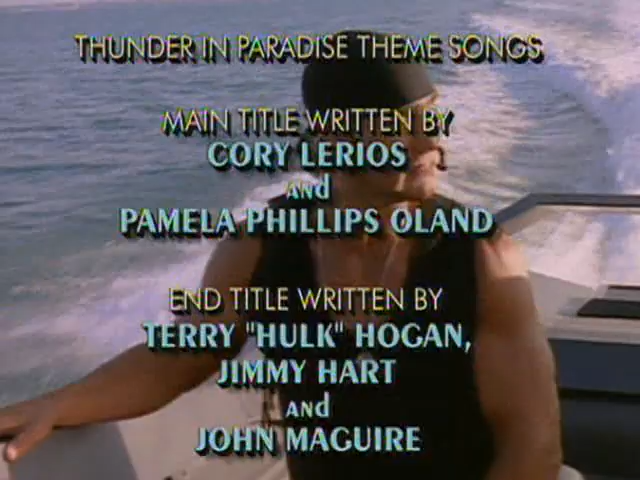 THUNDER IN PARADISE THEME SONGS
MAIN TITLE WRITTEN BY
CORY LERIOS
AND
PAMELA PHILLIPS OLAND
END TITLE WRITTEN BY
TERRY "HULK" HOGAN,
JIMMY HART
AND
JOHN MAGUIRE